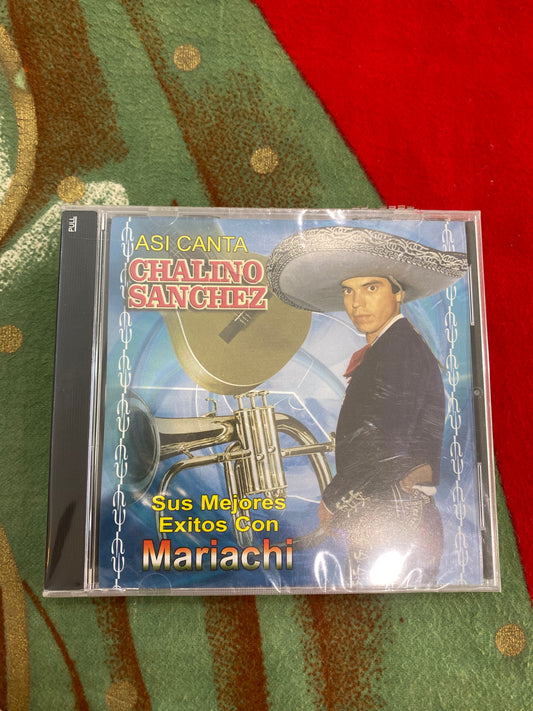 PULL
ASI CANTA
CHALINO
SANCHEZ
Sus Mejores
Exitos Con
Mariachi